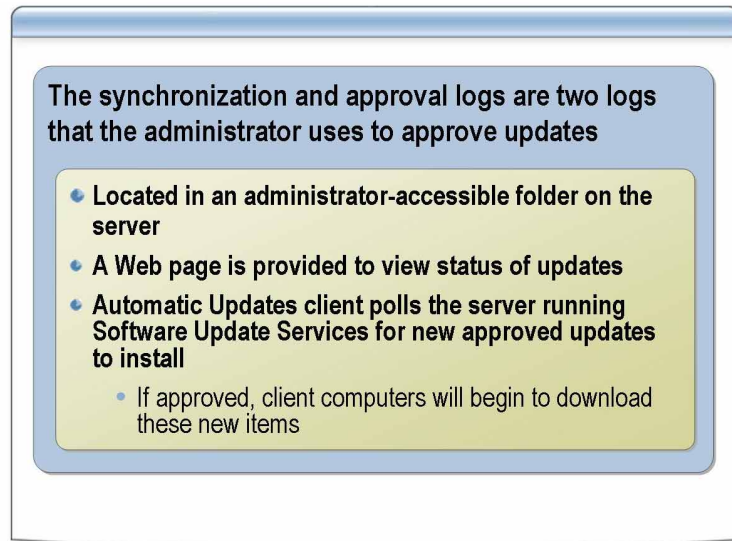 The synchronization and approval logs are two logs
that the administrator uses to approve updates
Located in an administrator-accessible folder on the
server
A Web page is provided to view status of updates
Automatic Updates client polls the server running
Software Update Services for new approved updates
to install
If approved, client computers will begin to download
these new items